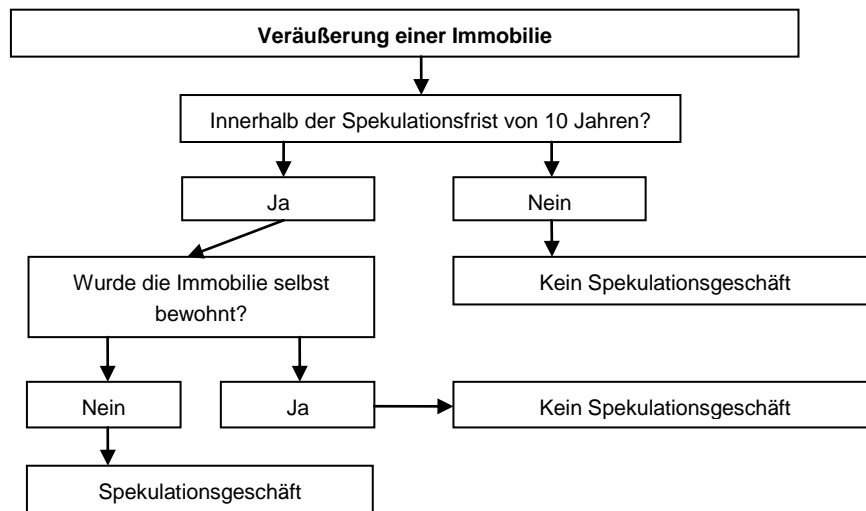 Veräußerung einer Immobilie
Innerhalb der Spekulationsfrist von 10 Jahren?
Ja
Nein
Wurde die Immobilie selbst
bewohnt?
Kein Spekulationsgeschäft
Nein
Ja
Kein Spekulationsgeschäft
Spekulationsgeschäft